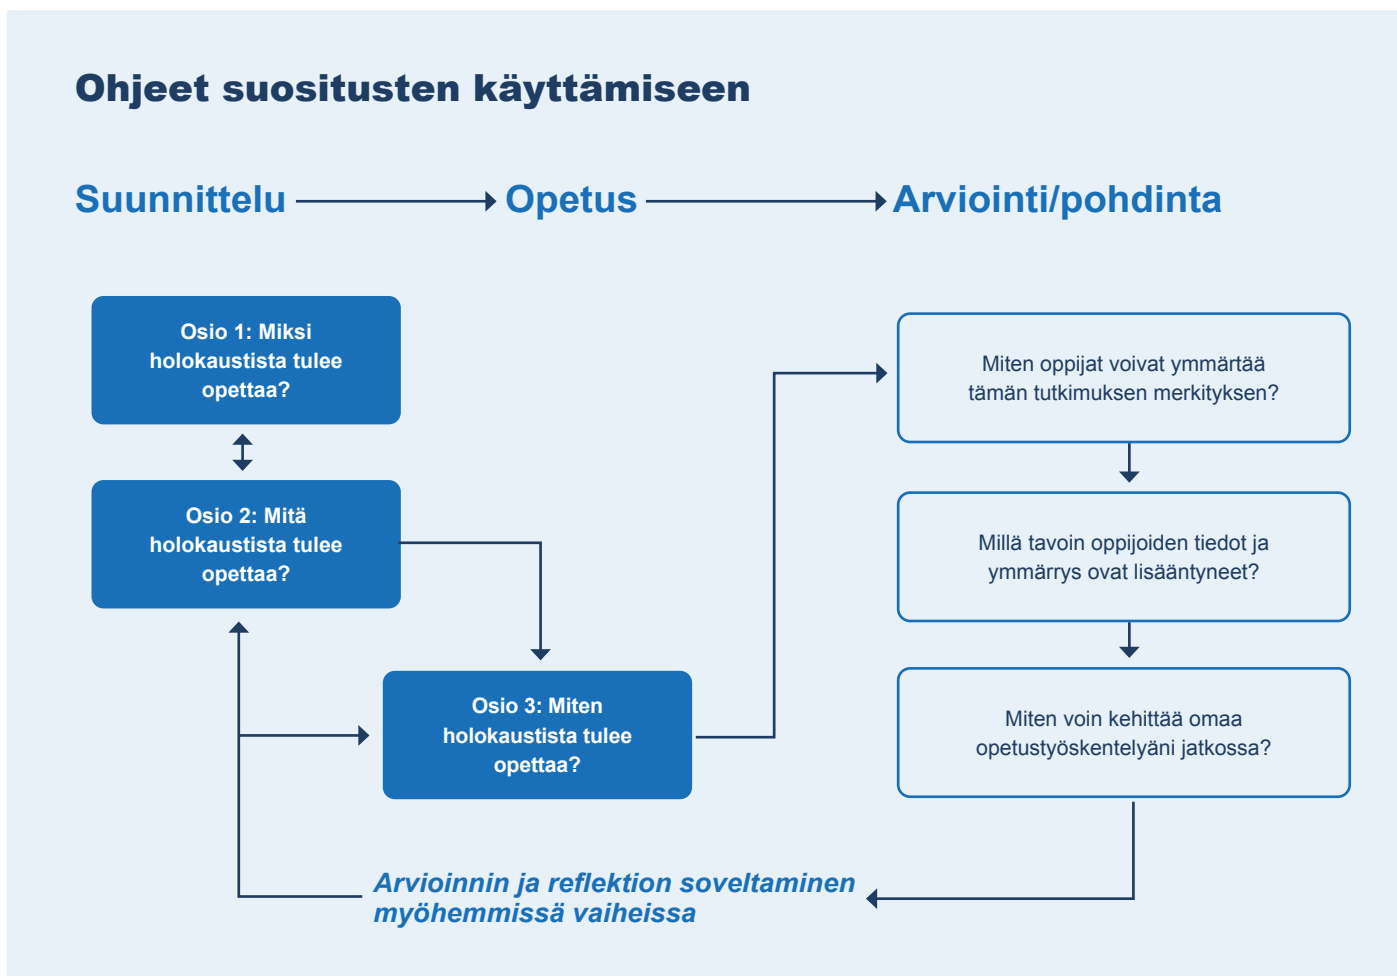 Ohjeet suositusten käyttämiseen
Suunnittelu
Opetus
Arviointi/pohdinta
Osio 1: Miksi
holokaustista tulee
opettaa?
Osio 2: Mitä
holokaustista tulee
opettaa?
Osio 3: Miten
holokaustista tulee
opettaa?
Miten oppijat voivat ymmärtää
tämän tutkimuksen merkityksen?
Millä tavoin oppijoiden tiedot ja
ymmärrys ovat lisääntyneet?
Miten voin kehittää omaa
opetustyöskentelyäni jatkossa?
Arvioinnin ja reflektion soveltaminen
myöhemmissä vaiheissa